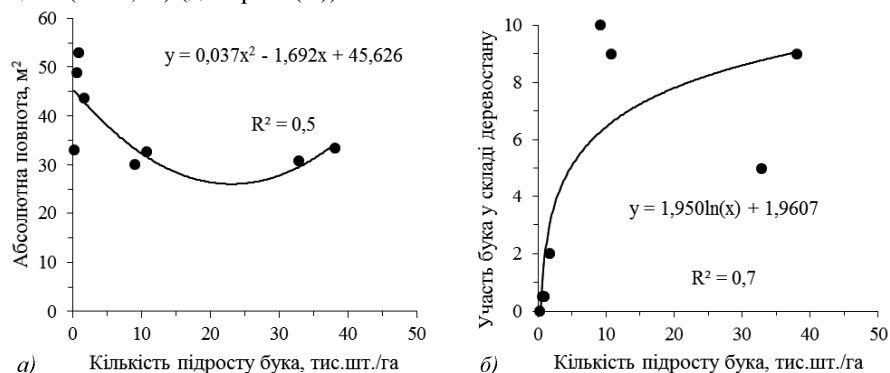 60
50
40
30
20
10
0
0 10 20 30 40 50
Абсолютна повнота, м²
y = 0,037x² - 1,692x + 45,626
R² = 0,5
а) Кількість підросту бука, тис.шт./га
10
8
6
4
2
0
0 10 20 30 40 50
Участь бука у складі деревостану
y = 1,950ln(x) + 1,9607
R² = 0,7
б) Кількість підросту бука, тис.шт./га